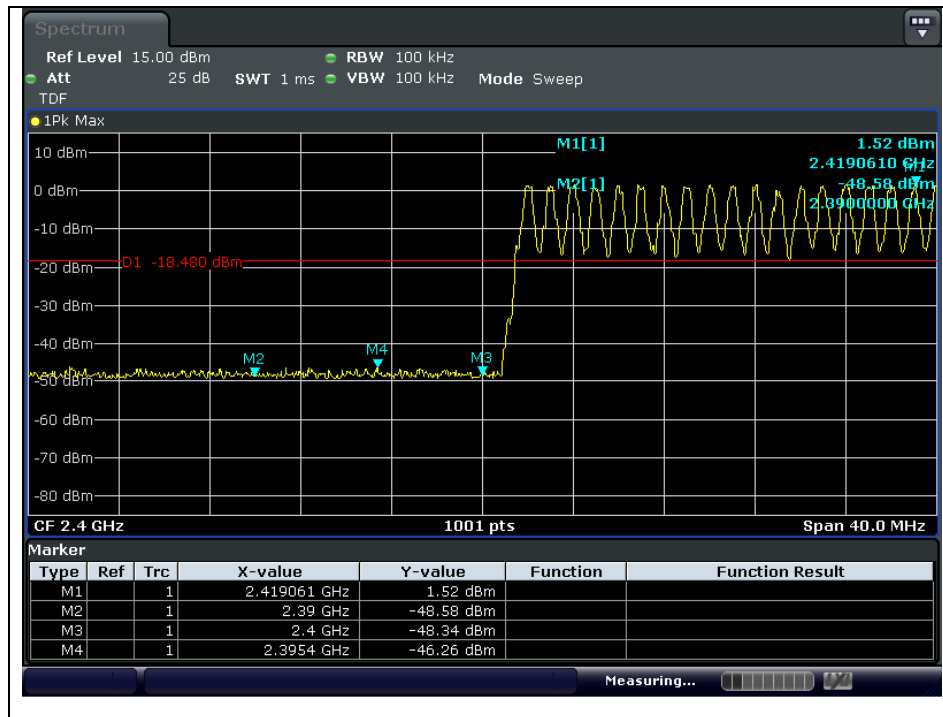 Spectrum
Ref Level 15.00 dBm RBW 100 kHz
Att 25 dB SWT 1 ms VBW 100 kHz Mode Sweep
TDF
1Pk Max
M1[1] 1.52 dBm
2.4190610 GHz
M2[1] -48.58 dBm
2.3900000 GHz
M1
10 dBm
0 dBm
-10 dBm
D1 -18.480 dBm
-20 dBm
-30 dBm
-40 dBm
M2 M4 M3
-50 dBm
-60 dBm
-70 dBm
-80 dBm
CF 2.4 GHz 1001 pts Span 40.0 MHz
Marker
Type Ref Trc X-value Y-value Function Function Result
M1 1 2.419061 GHz 1.52 dBm
M2 1 2.39 GHz -48.58 dBm
M3 1 2.4 GHz -48.34 dBm
M4 1 2.3954 GHz -46.26 dBm
Measuring...